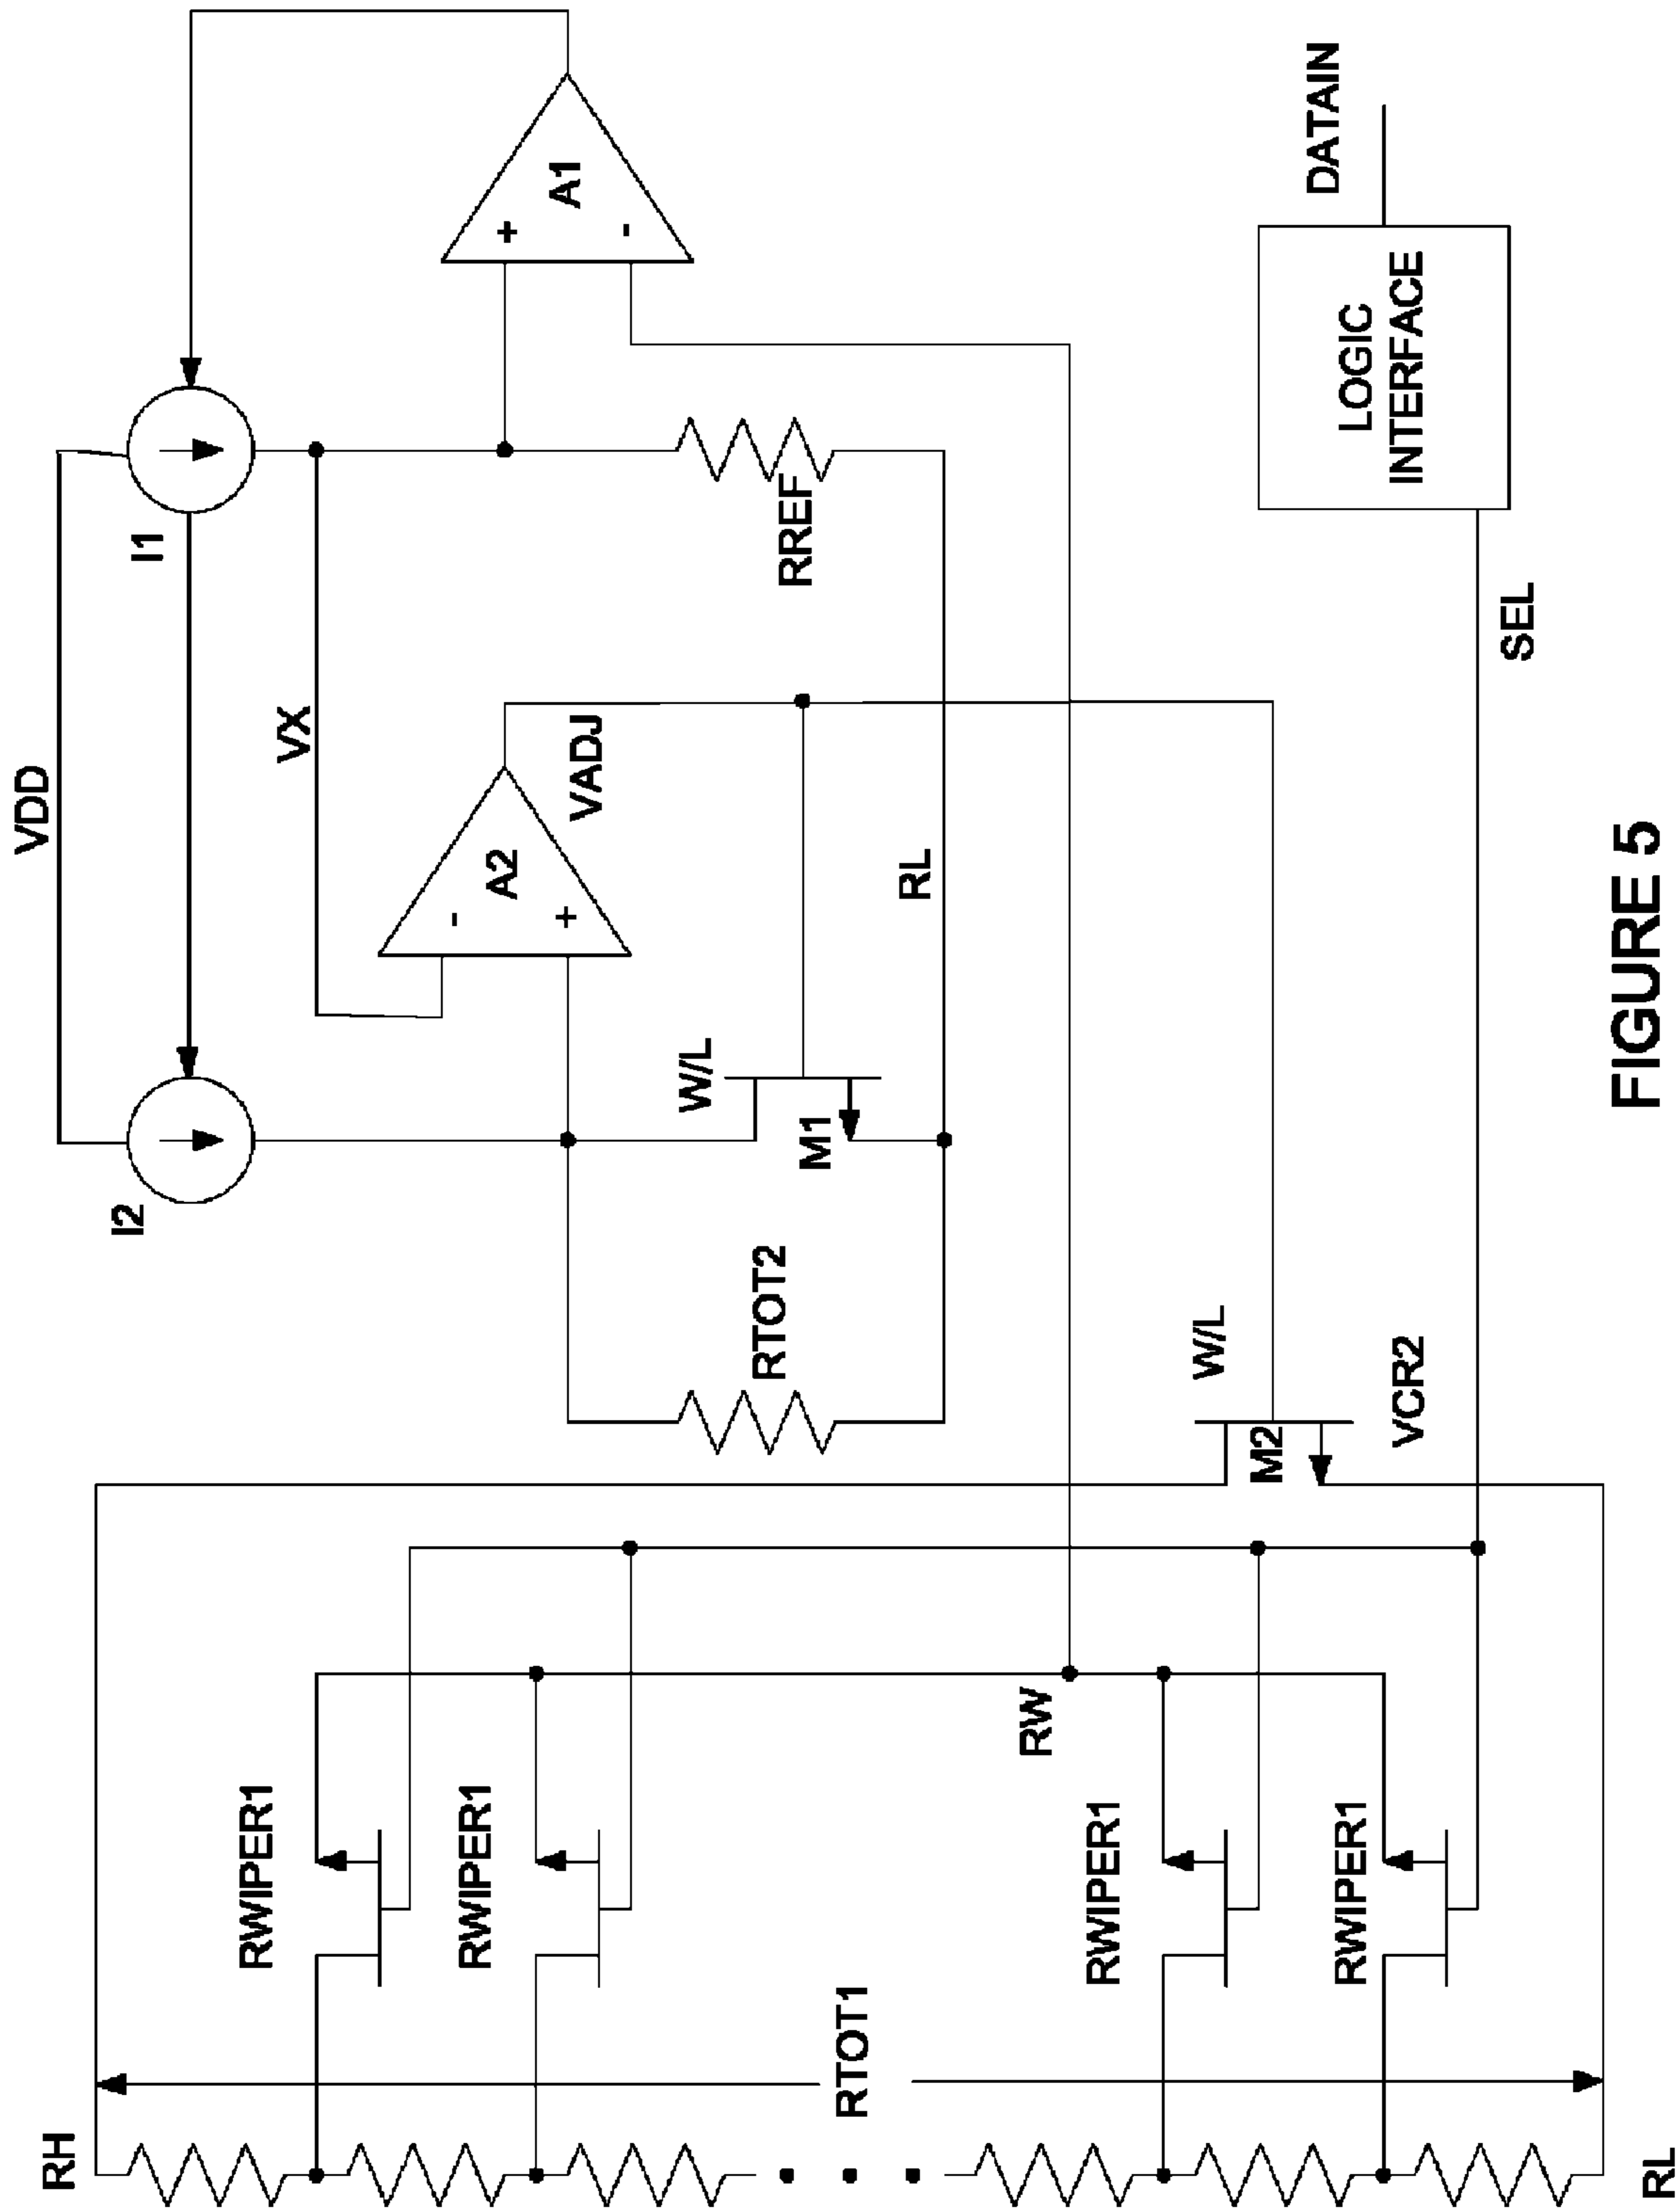 VDD
I2
I1
VX
A1
+
-
A2
-
+
VADJ
W/L
M1
RTOT2
RREF
RL
RH
RWIPER1
RWIPER1
RTOT1
RW
RWIPER1
RWIPER1
RL
W/L
M2
VCR2
SEL
LOGIC
INTERFACE
DATAIN
FIGURE 5